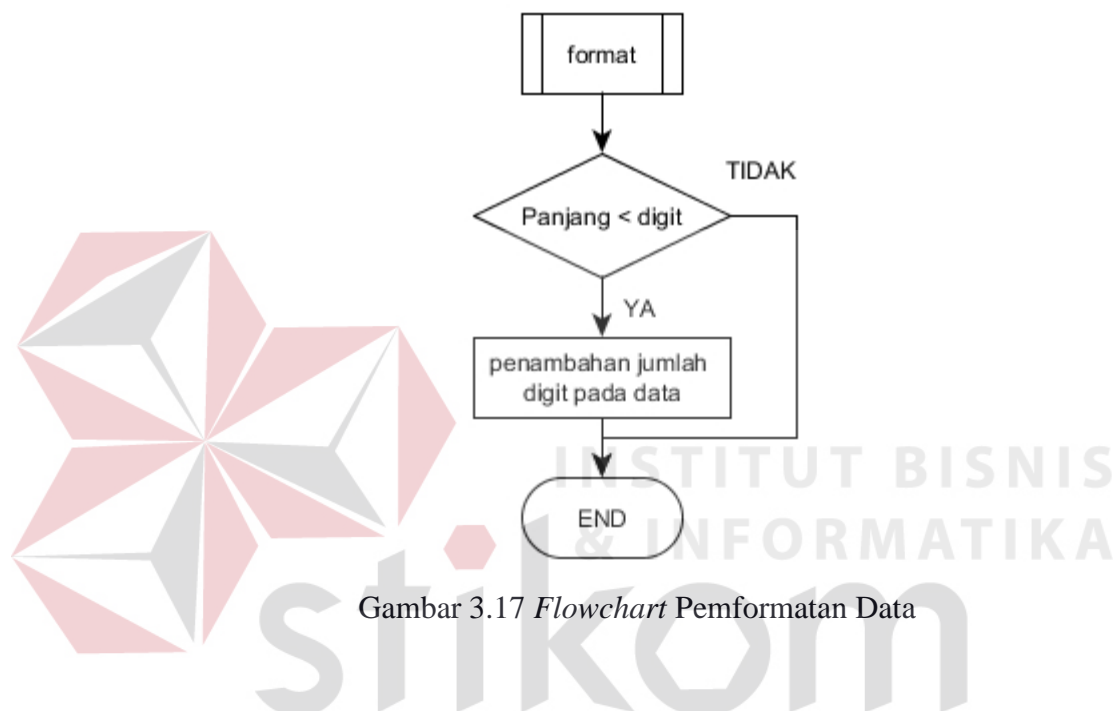 format
TIDAK
Panjang < digit
YA
penambahan jumlah
digit pada data
INSTITUT BISNIS
END
& INFORMATIKA
stikom
Gambar 3.17 Flowchart Pemformatan Data